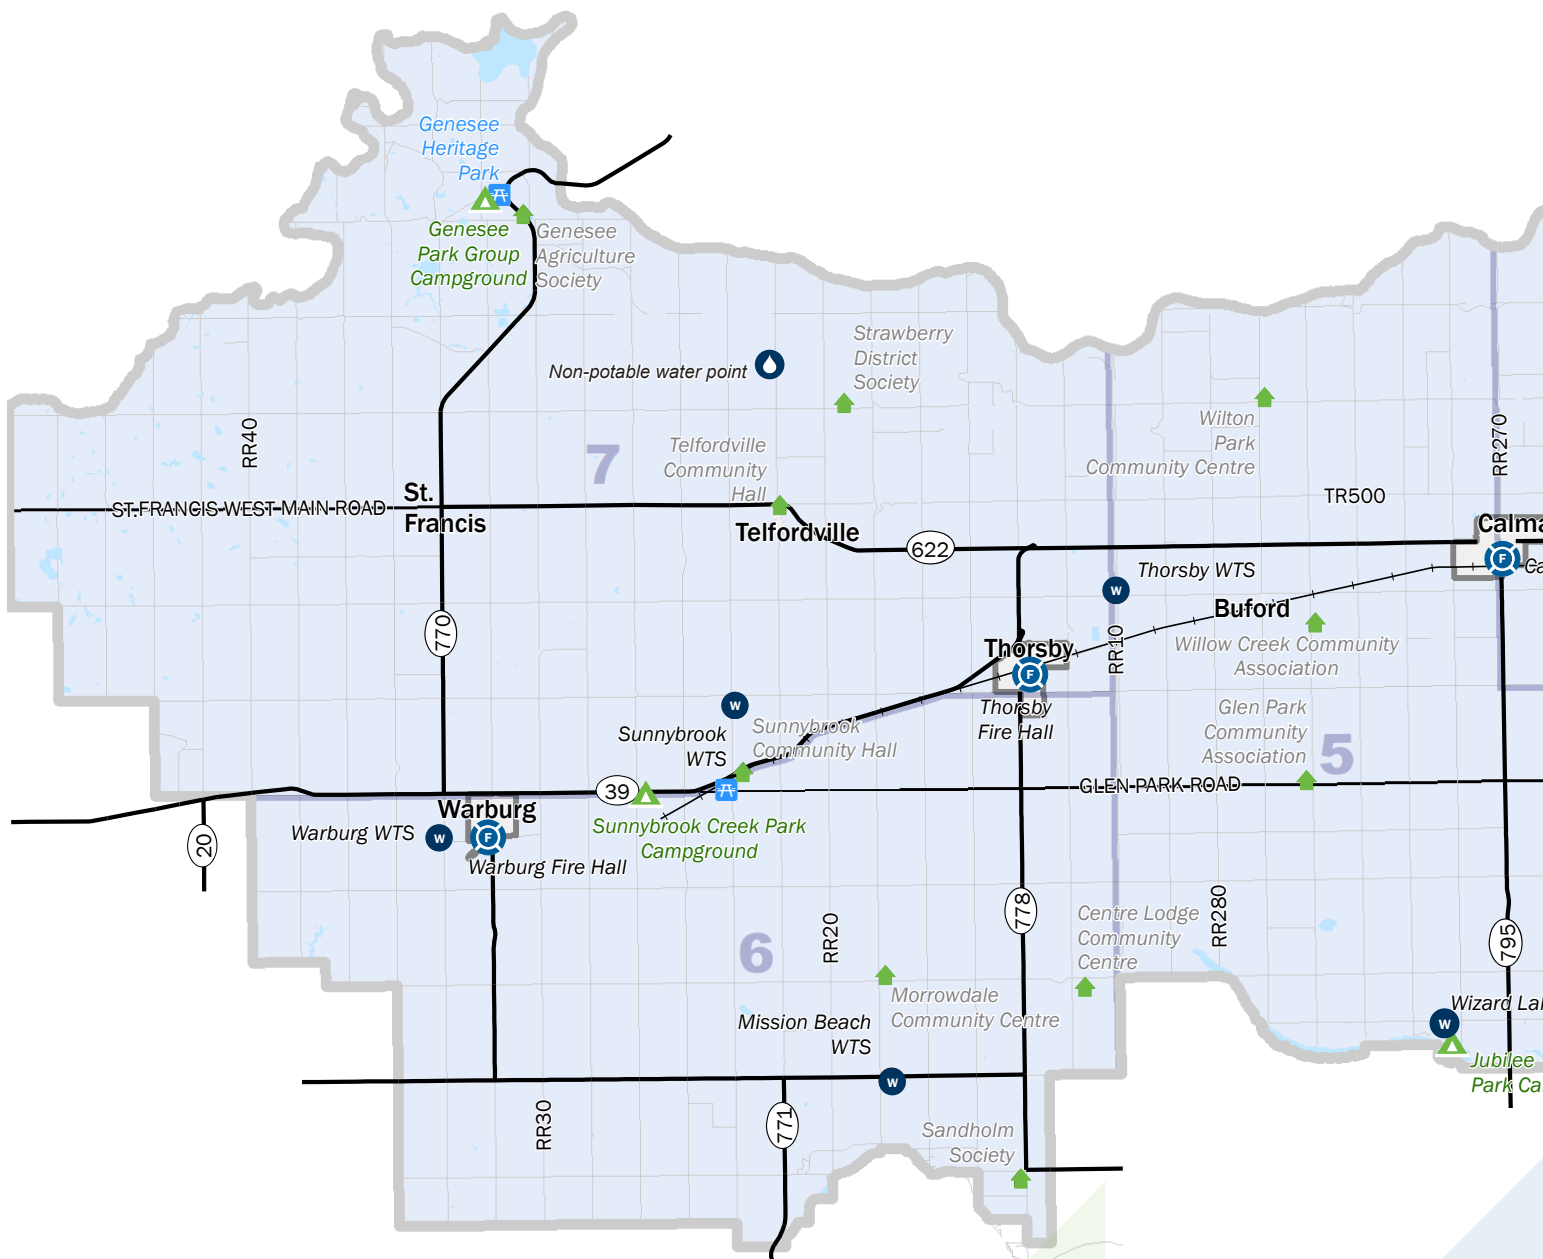 Genesee
Heritage
Park
Genesee
Park Group
Campground
Genesee
Agriculture
Society
Strawberry
District
Society
Non-potable water point
Wilton
Park
Community Centre
RR40
RR270
7
Telfordville
Community
Hall
St.
Francis
ST.FRANCIS WEST MAIN ROAD
TR500
Telfordville
622
Calma
F
Ca
Thorsby WTS
W
Buford
770
RR10
Thorsby
F
Willow Creek Community
Association
Thorsby
Fire Hall
W
Sunnybrook
WTS
Sunnybrook
Community Hall
Glen Park
Community
Association
5
GLEN PARK ROAD
39
Warburg
Warburg WTS
W
F
Warburg Fire Hall
20
Sunnybrook Creek Park
Campground
778
RR280
Centre Lodge
Community
Centre
RR20
795
6
Morrowdale
Community Centre
Mission Beach
WTS
W
Wizard Lal
W
Jubilee
Park Ca
RR30
771
Sandholm
Society